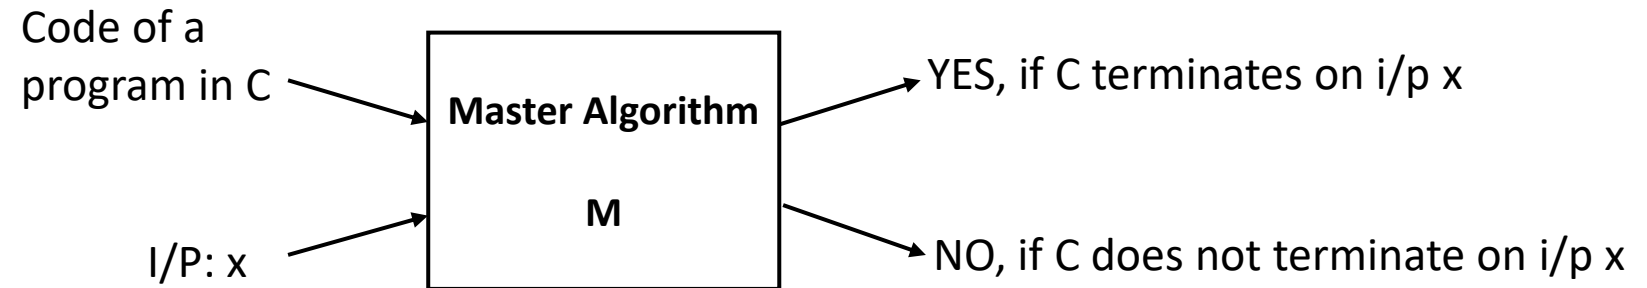 Code of a
program in C
Master Algorithm
M
I/P: x
YES, if C terminates on i/p x
NO, if C does not terminate on i/p x